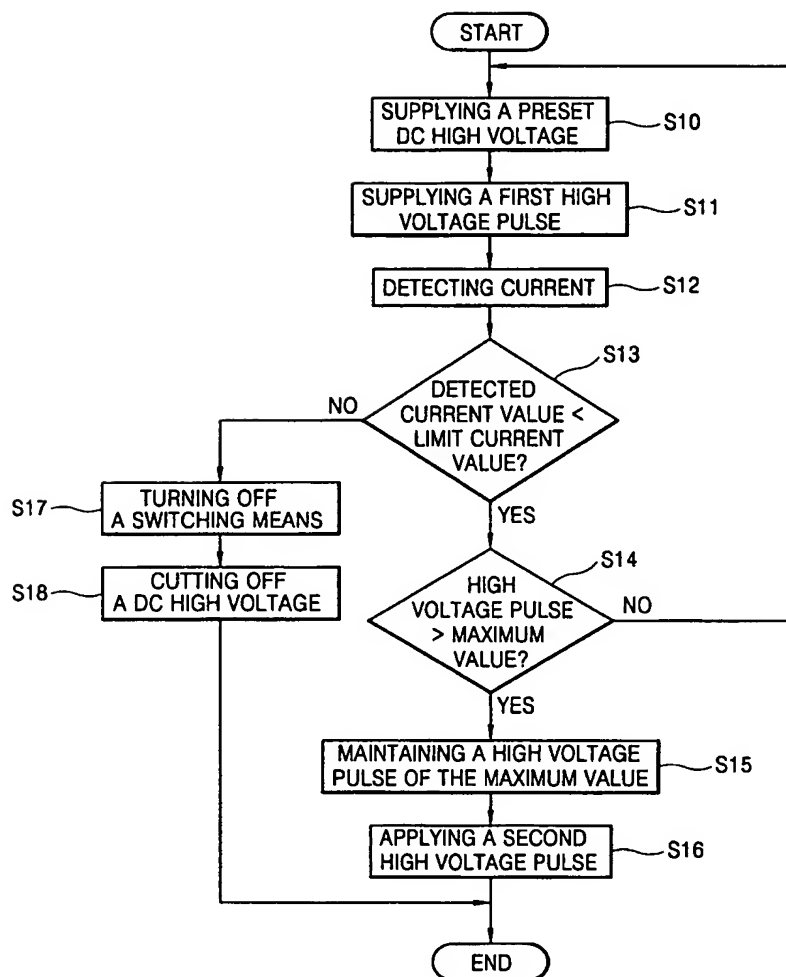 START
SUPPLYING A PRESET
DC HIGH VOLTAGE
S10
SUPPLYING A FIRST HIGH
VOLTAGE PULSE
S11
DETECTING CURRENT
S12
S13
DETECTED
CURRENT VALUE <
LIMIT CURRENT
VALUE?
NO
YES
S17
TURNING OFF
A SWITCHING MEANS
S18
CUTTING OFF
A DC HIGH VOLTAGE
S14
HIGH
VOLTAGE PULSE
> MAXIMUM
VALUE?
NO
YES
MAINTAINING A HIGH VOLTAGE
PULSE OF THE MAXIMUM VALUE
S15
APPLYING A SECOND
HIGH VOLTAGE PULSE
S16
END